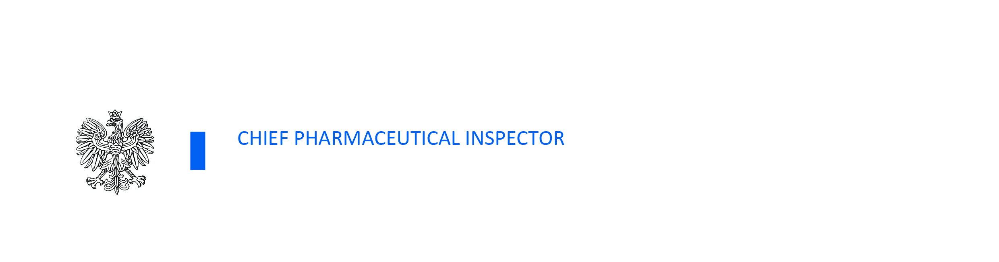 CHIEF PHARMACEUTICAL INSPECTOR